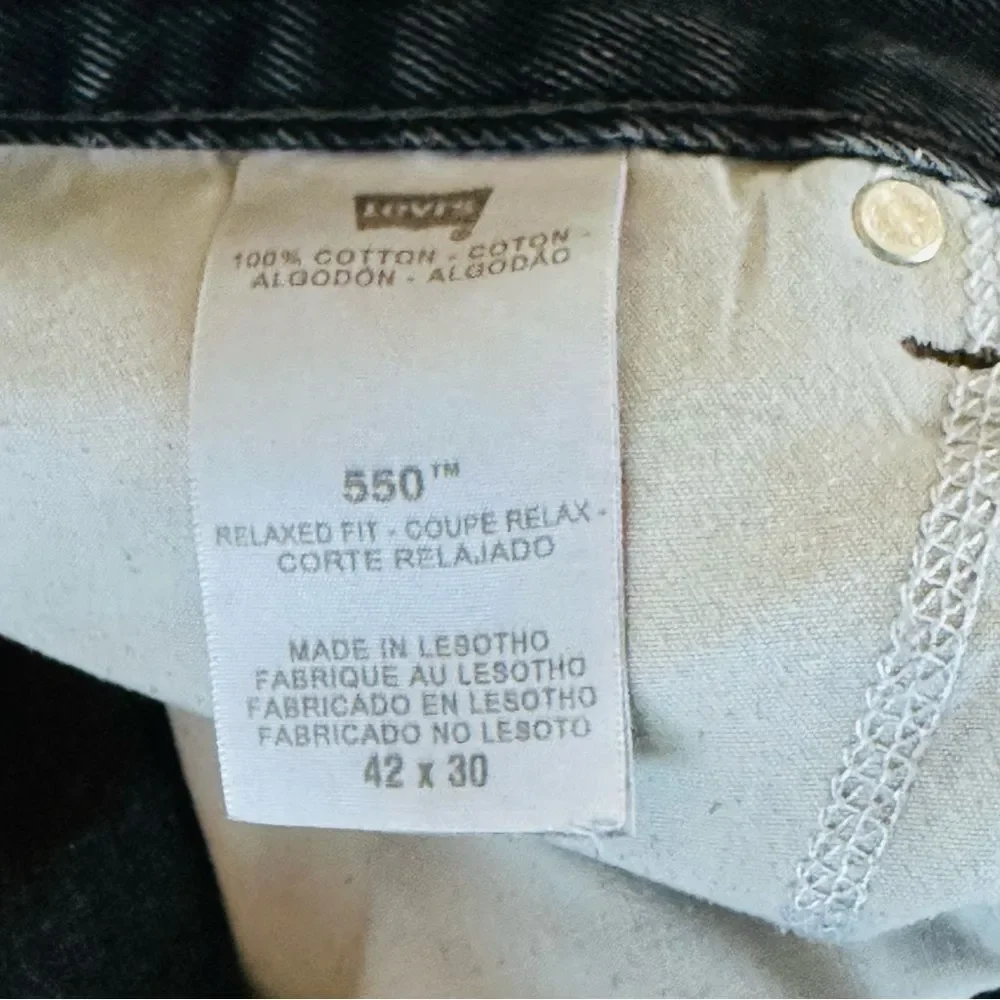 Levi's
100% COTTON - COTON -
ALGODÓN - ALGODÃO
550™
RELAXED FIT - COUPE RELAX -
CORTE RELAJADO
MADE IN LESOTHO
FABRIQUE AU LESOTHO
FABRICADO EN LESOTHO
FABRICADO NO LESOTO
42 x 30